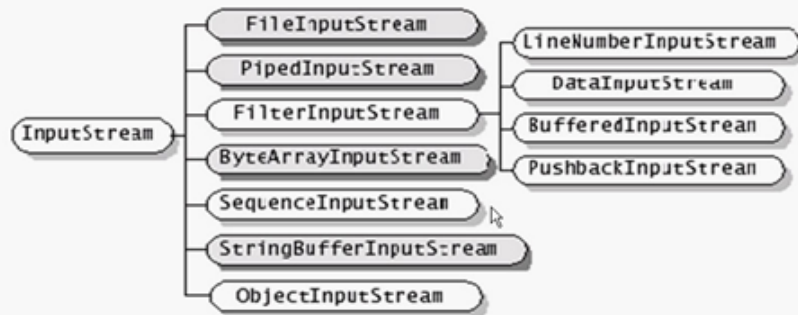 InputStream
FileInputStream
PipedInputStream
FilterInputStream
ByteArrayInputStream
SequenceInputStream
StringBufferInputStream
ObjectInputStream
LineNumberInputStream
DataInputStream
BufferedInputStream
PushbackInputStream